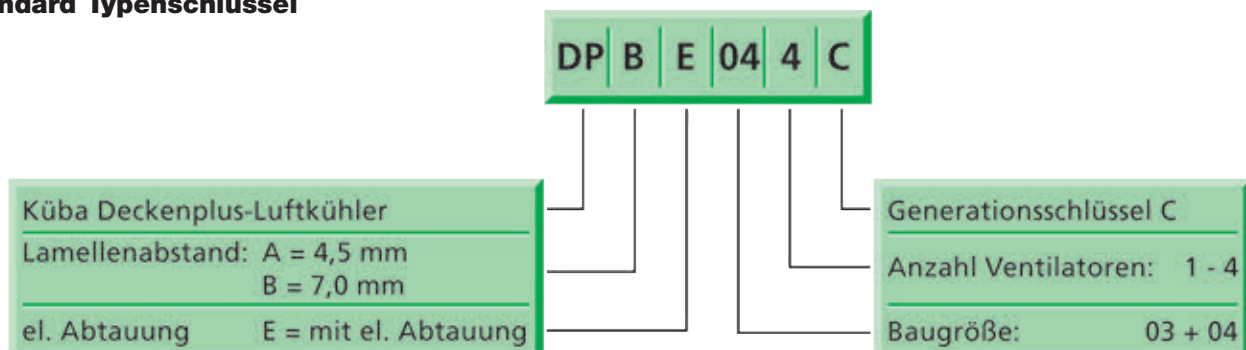 Typenschlüssel
DP B E 04 4 C
Küba Deckenplus-Luftkühler
Lamellenabstand: A = 4,5 mm
B = 7,0 mm
el. Abtauung E = mit el. Abtauung
Generationsschlüssel C
Anzahl Ventilatoren: 1 - 4
Baugröße: 03 + 04